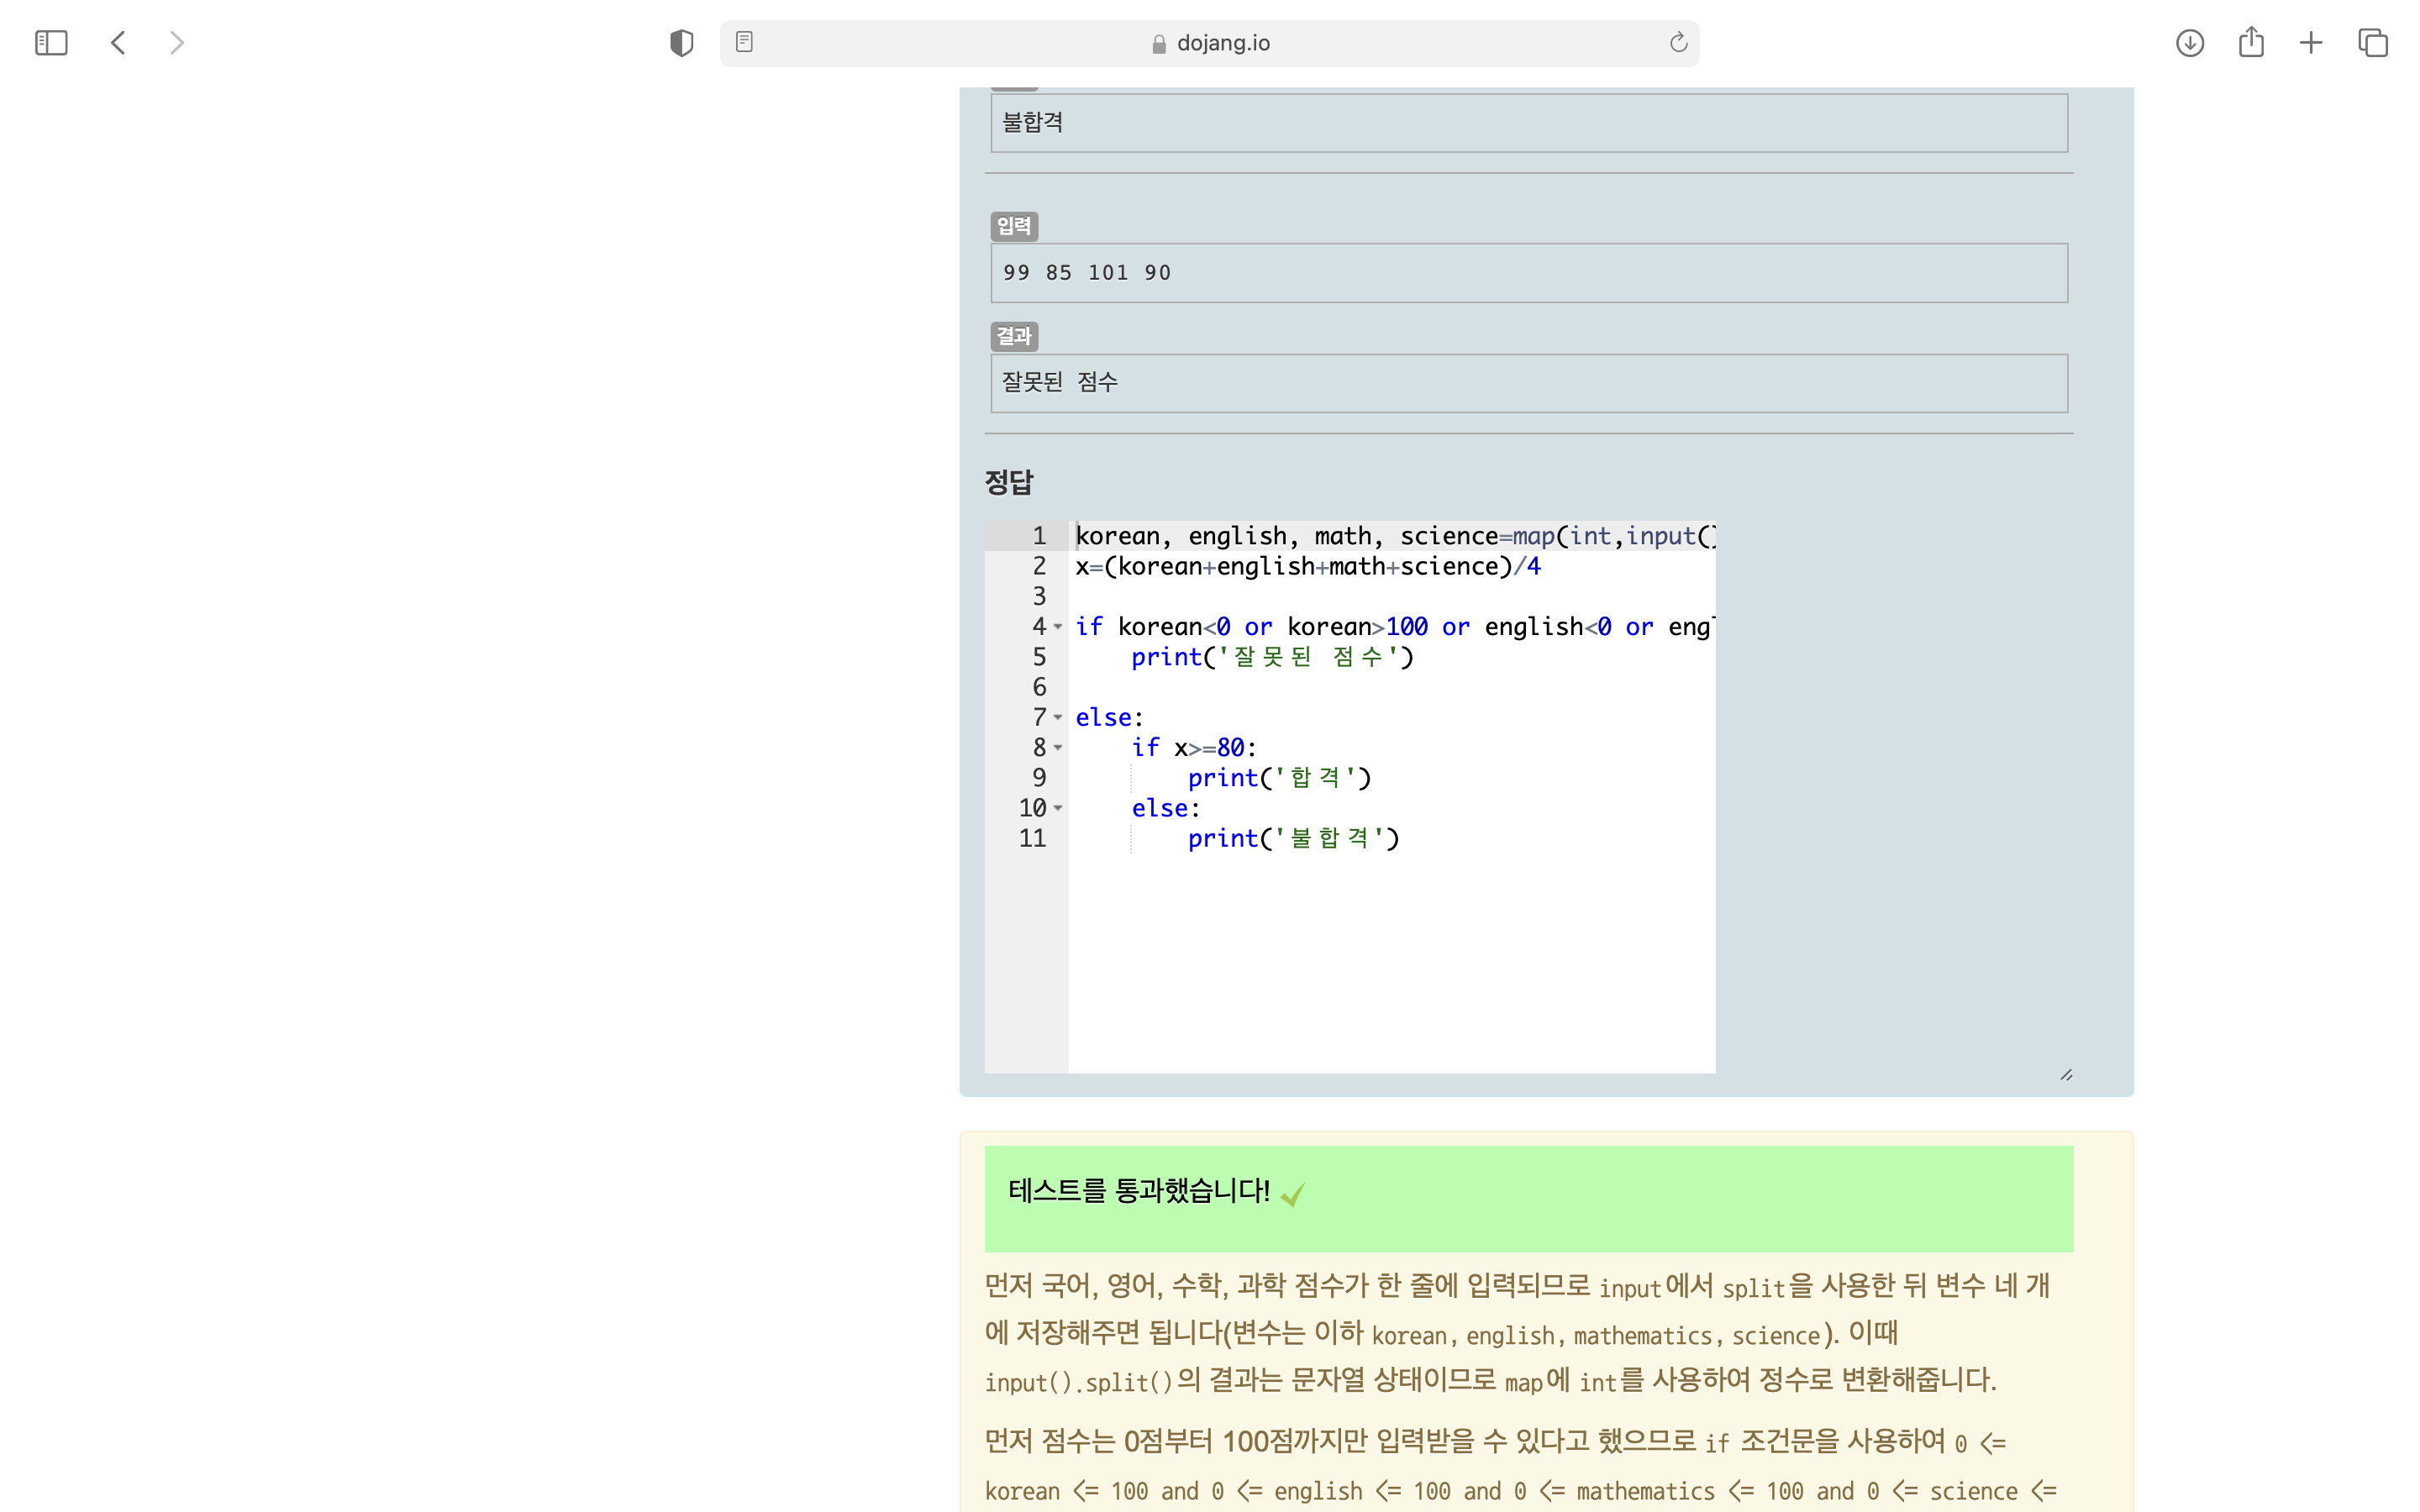 dojang.io
불합격
입력
99 85 101 90
결과
잘못된 점수
정답
1 korean, english, math, science=map(int,input()
2 x=(korean+english+math+science)/4
3
4 if korean<0 or korean>100 or english<0 or engl
5 print('잘못된 점수')
6
7 else:
8 if x>=80:
9 print('합격')
10 else:
11 print('불합격')
테스트를 통과했습니다!
먼저 국어, 영어, 수학, 과학 점수가 한 줄에 입력되므로 input에서 split을 사용한 뒤 변수 네 개
에 저장해주면 됩니다(변수는 이하 korean, english, mathematics, science). 이때
input().split()의 결과는 문자열 상태이므로 map에 int를 사용하여 정수로 변환해줍니다.
먼저 점수는 0점부터 100점까지만 입력받을 수 있다고 했으므로 if 조건문을 사용하여 0 <=
korean <= 100 and 0 <= english <= 100 and 0 <= mathematics <= 100 and 0 <= science <=